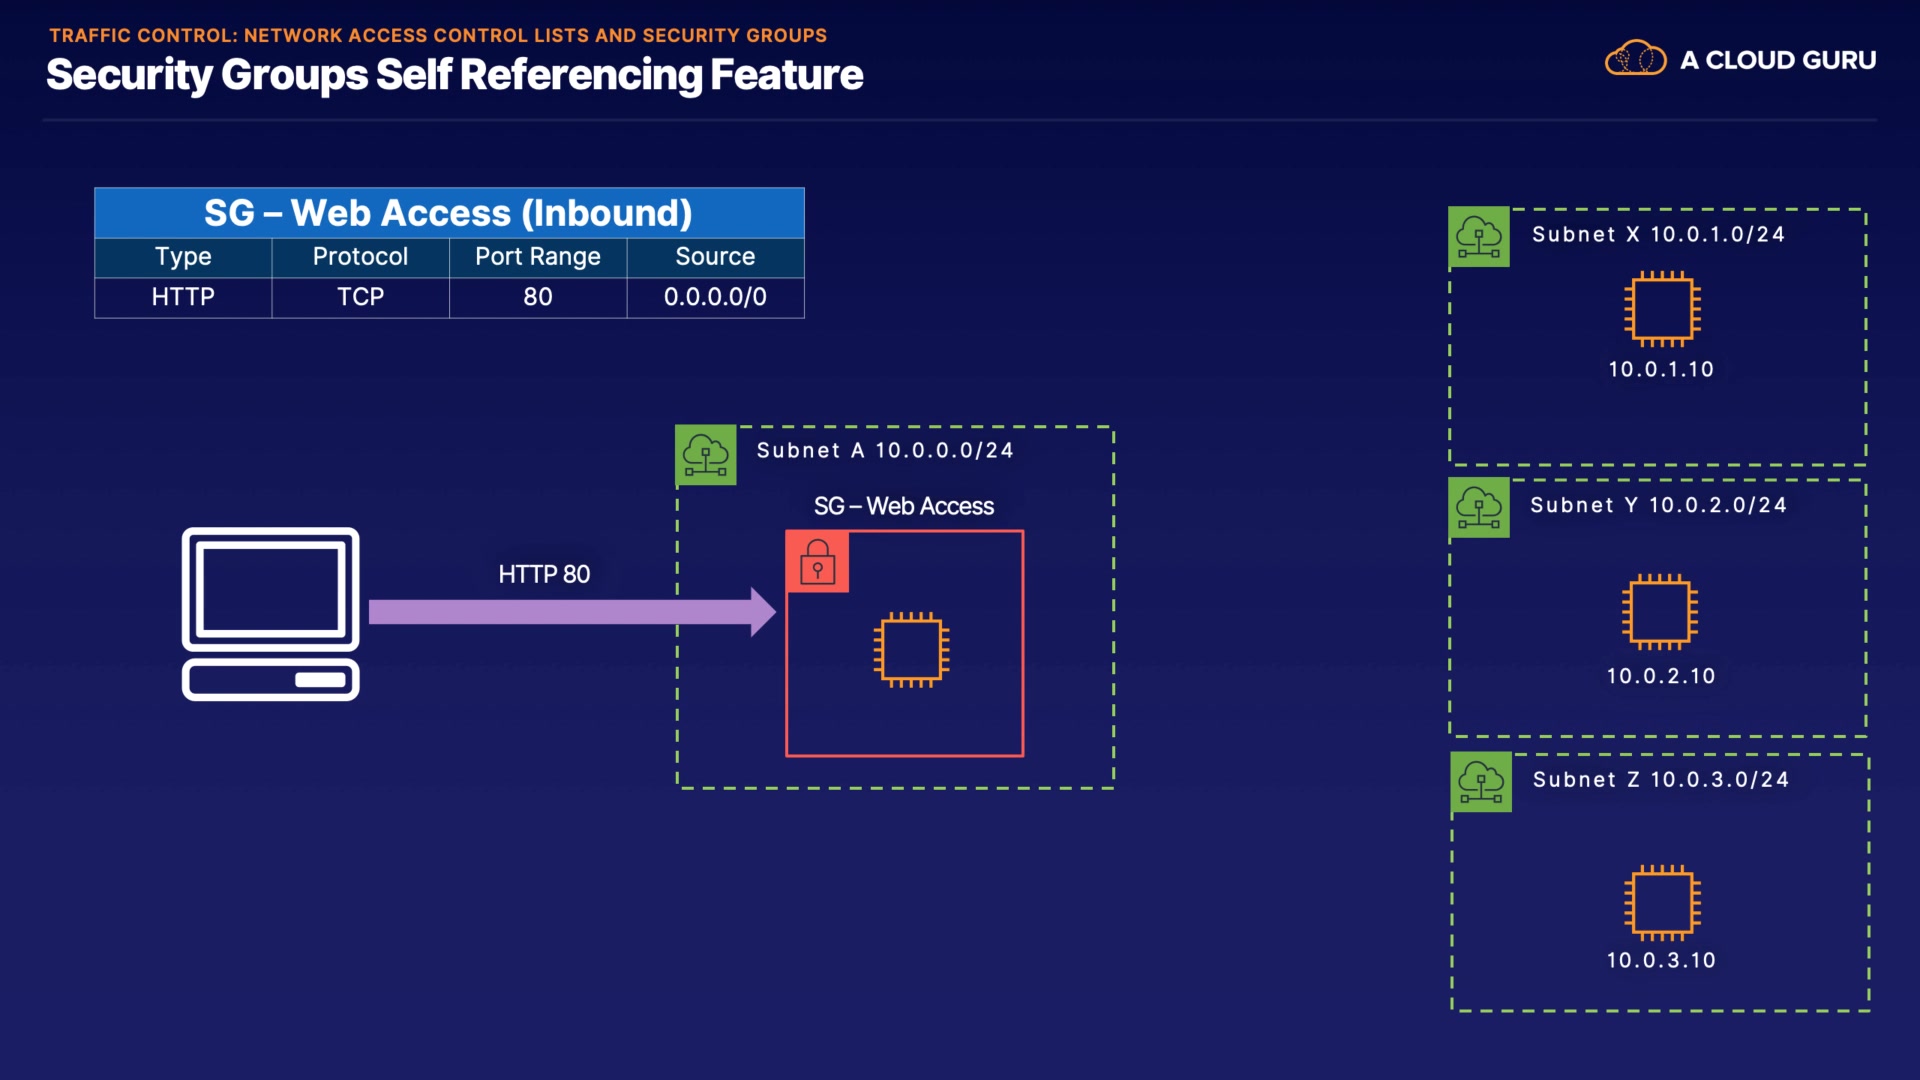 TRAFFIC CONTROL: NETWORK ACCESS CONTROL LISTS AND SECURITY GROUPS
Security Groups Self Referencing Feature
A CLOUD GURU
SG – Web Access (Inbound)
Type Protocol Port Range Source
HTTP TCP 80 0.0.0.0/0
HTTP 80
Subnet A 10.0.0.0/24
SG – Web Access
Subnet X 10.0.1.0/24
10.0.1.10
Subnet Y 10.0.2.0/24
10.0.2.10
Subnet Z 10.0.3.0/24
10.0.3.10